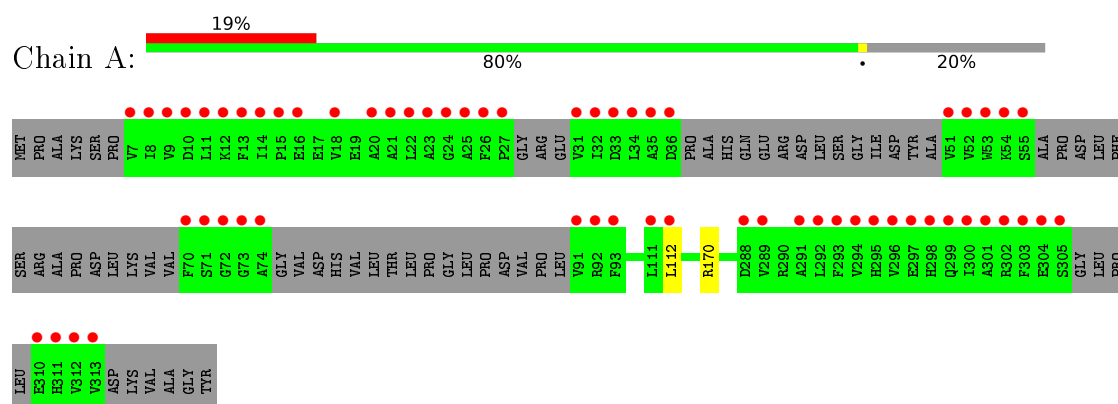 19%
Chain A:
80% • 20%
MET PRO ALA LYS SER PRO V7 I8 V9 D10 L11 K12 F13 I14 P15 E16 E17 V18 E19 A20 A21 L22 A23 G24 A25 F26 P27 GLY ARG GLU V31 I32 D33 L34 A35 D36 PRO ALA HIS GLN GLU ARG ASP LEU SER GLY ILE ASP TYR ALA V51 V52 W53 K54 S55 ALA PRO ASP LEU PHE
SER ARG ALA PRO ASP LEU LYS VAL VAL F70 S71 G72 G73 A74 GLY VAL ASP HIS VAL LEU THR LEU PRO GLY LEU PRO ASP VAL PRO LEU V91 R92 F93 L111 L112 R170 D288 V289 R290 A291 L292 F293 V294 H295 V296 E297 H298 Q299 I300 A301 R302 F303 E304 S305 GLY LEU PRO
LEU E310 H311 V312 V313 ASP LYS VAL ALA GLY TYR